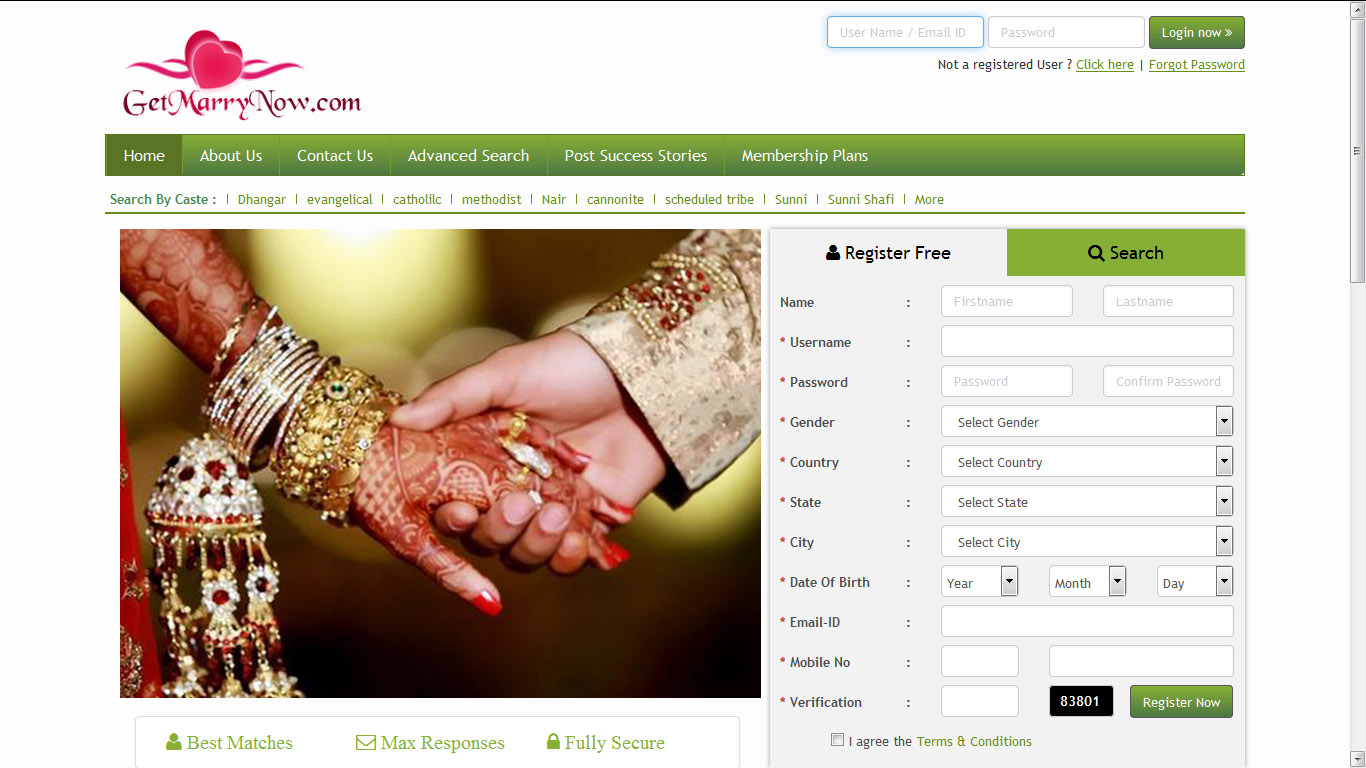 User Name / Email ID Password Login now »
Not a registered User ? Click here | Forgot Password
GetMarryNow.com
Home About Us Contact Us Advanced Search Post Success Stories Membership Plans
Search By Caste : | Dhangar | evangelical | catholilc | methodist | Nair | cannonite | scheduled tribe | Sunni | Sunni Shafi | More
Register Free Search
Name : Firstname Lastname
* Username :
* Password : Password Confirm Password
* Gender : Select Gender
* Country : Select Country
* State : Select State
* City : Select City
* Date Of Birth : Year Month Day
* Email-ID :
* Mobile No :
* Verification : 83801 Register Now
I agree the Terms & Conditions
Best Matches Max Responses Fully Secure